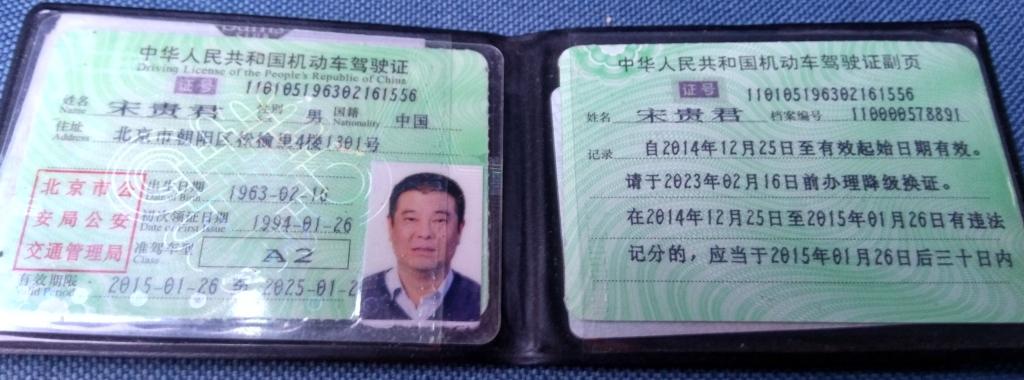 中华人民共和国机动车驾驶证
Driving License of the People's Republic of China
证号 110105196302161556
姓名 Name 宋贵君 性别 男 国籍 Nationality 中国
住址 Address 北京市朝阳区 4楼1301号
北京市公
安局公安
交通管理局
出生日期 Date of Birth 1963-02-16
初次领证日期 Date of First Issue 1994-01-26
准驾车型 Class A2
有效期限 Valid Period 2015-01-26 至 2025-01-2
中华人民共和国机动车驾驶证副页
证号 110105196302161556
姓名 宋贵君 档案编号 110000578891
记录 自2014年12月25日至有效起始日期有效。
请于2023年02月16日前办理降级换证。
在2014年12月25日至2015年01月26日有违法
记分的，应当于2015年01月26日后三十日内